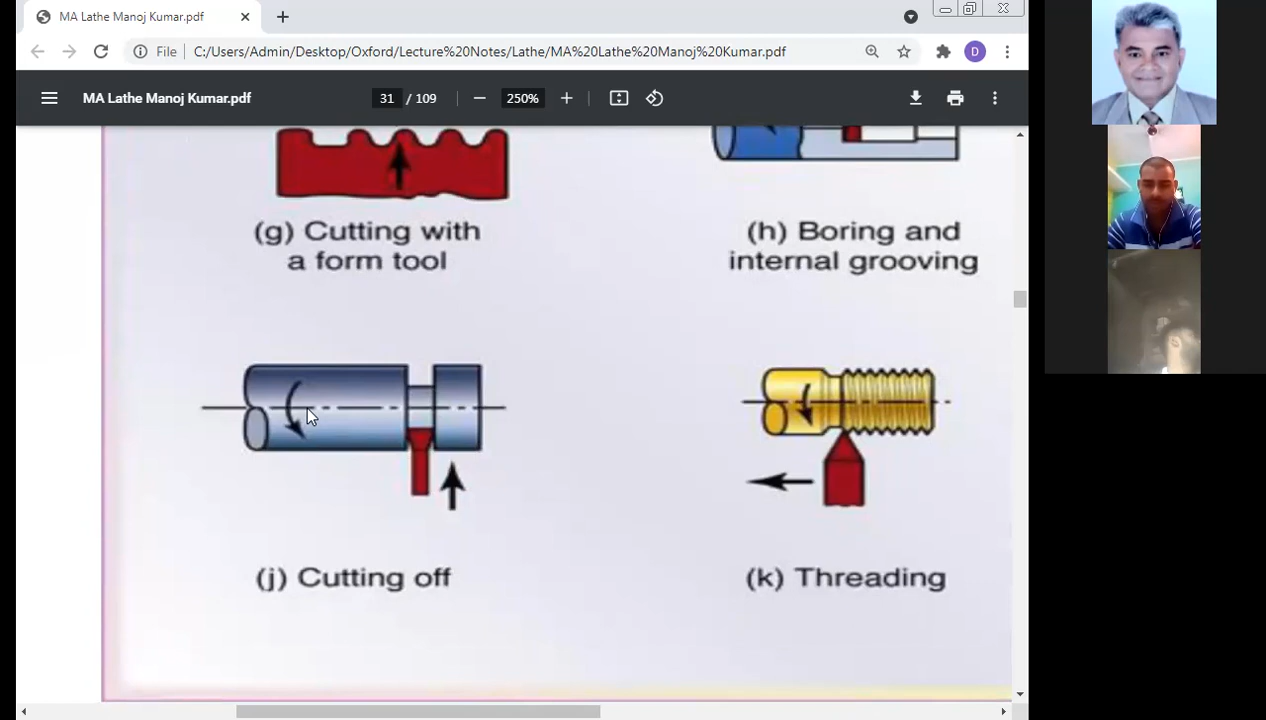 MA Lathe Manoj Kumar.pdf
File
C:/Users/Admin/Desktop/Oxford/Lecture%20Notes/Lathe/MA%20Lathe%20Manoj%20Kumar.pdf
D
MA Lathe Manoj Kumar.pdf
31 / 109
250%
(g) Cutting with
a form tool
(h) Boring and
internal grooving
(j) Cutting off
(k) Threading